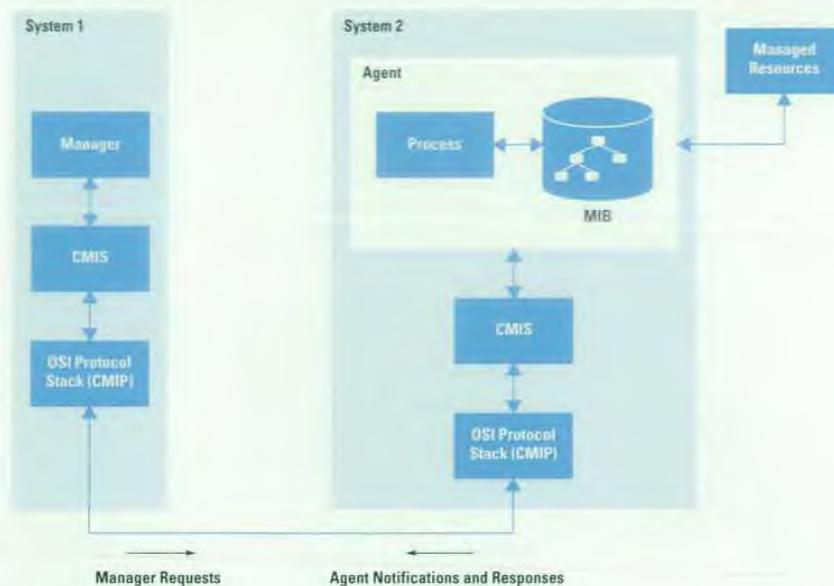 System 1
System 2
Managed
Resources
Agent
Manager
Process
MIB
CMIS
CMIS
OSI Protocol
Stack (CMIP)
OSI Protocol
Stack (CMIP)
Manager Requests
Agent Notifications and Responses